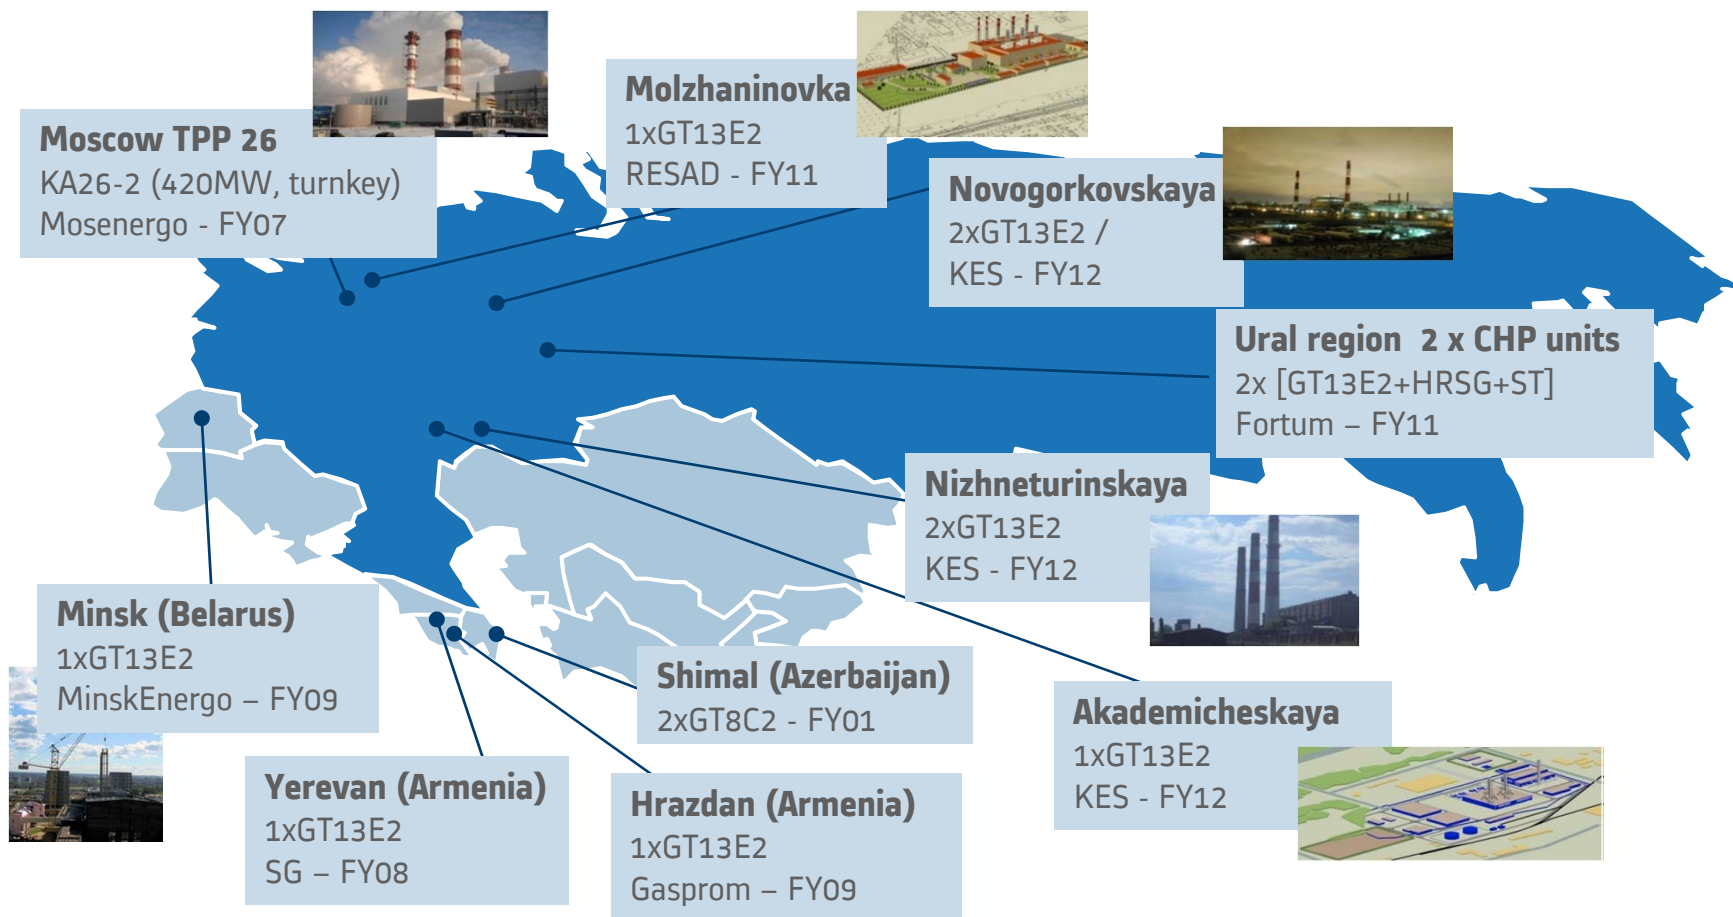 Moscow TPP 26
KA26-2 (420MW, turnkey)
Mosenergo - FY07
Molzhaninovka
1xGT13E2
RESAD - FY11
Novogorkovskaya
2xGT13E2 /
KES - FY12
Ural region  2 x CHP units
2x [GT13E2+HRSG+ST]
Fortum – FY11
Nizhneturinskaya
2xGT13E2
KES - FY12
Minsk (Belarus)
1xGT13E2
MinskEnergo – FY09
Shimal (Azerbaijan)
2xGT8C2 - FY01
Akademicheskaya
1xGT13E2
KES - FY12
Yerevan (Armenia)
1xGT13E2
SG – FY08
Hrazdan (Armenia)
1xGT13E2
Gasprom – FY09